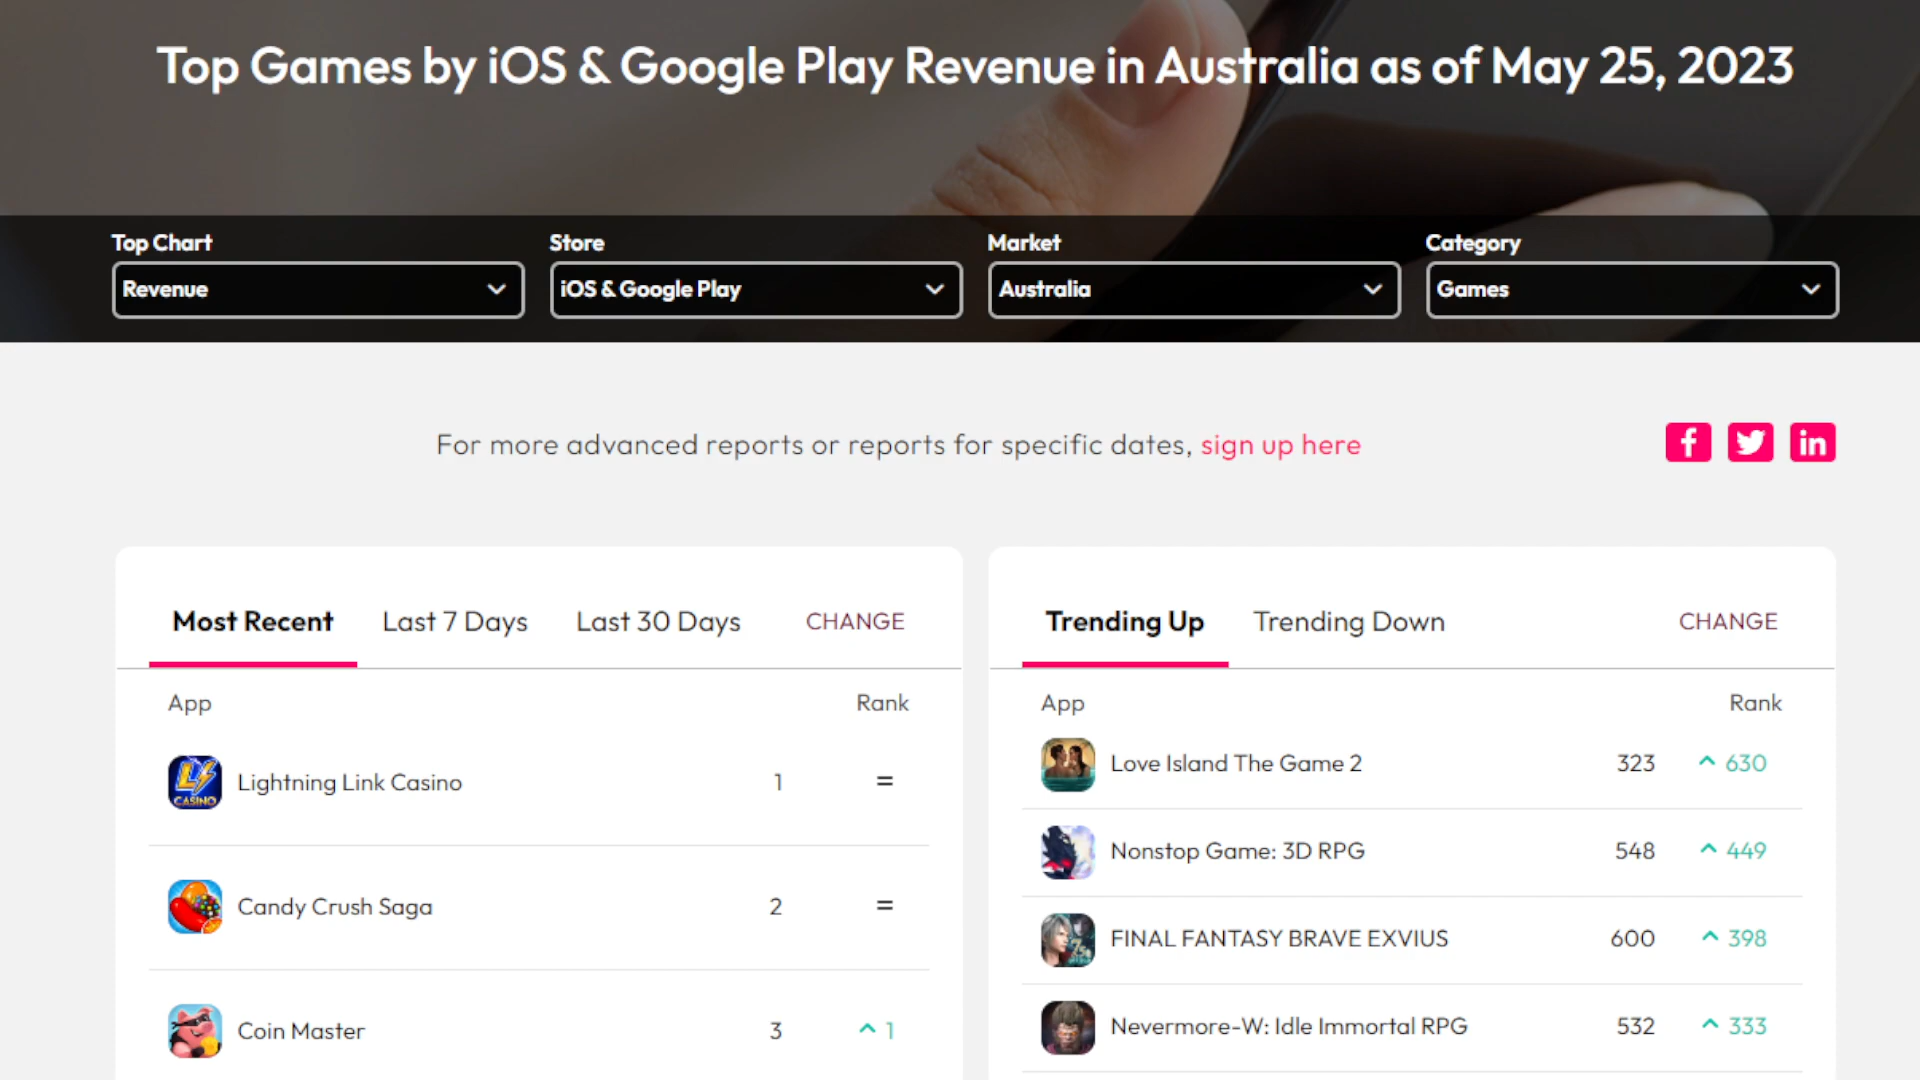 Top Games by iOS & Google Play Revenue in Australia as of May 25, 2023
Top Chart
Revenue
Store
iOS & Google Play
Market
Australia
Category
Games
For more advanced reports or reports for specific dates, sign up here
Most Recent Last 7 Days Last 30 Days CHANGE
App Rank
CASINO
Lightning Link Casino 1 =
Candy Crush Saga 2 =
Coin Master 3 ^ 1
Trending Up Trending Down CHANGE
App Rank
Love Island The Game 2 323 ^ 630
Nonstop Game: 3D RPG 548 ^ 449
FINAL FANTASY BRAVE EXVIUS 600 ^ 398
Nevermore-W: Idle Immortal RPG 532 ^ 333